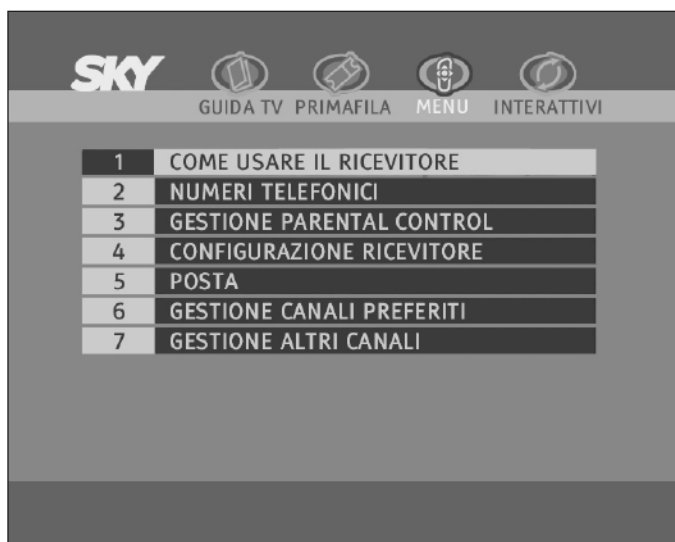 SKY
GUIDA TV PRIMAFILA MENU INTERATTIVI
1 COME USARE IL RICEVITORE
2 NUMERI TELEFONICI
3 GESTIONE PARENTAL CONTROL
4 CONFIGURAZIONE RICEVITORE
5 POSTA
6 GESTIONE CANALI PREFERITI
7 GESTIONE ALTRI CANALI